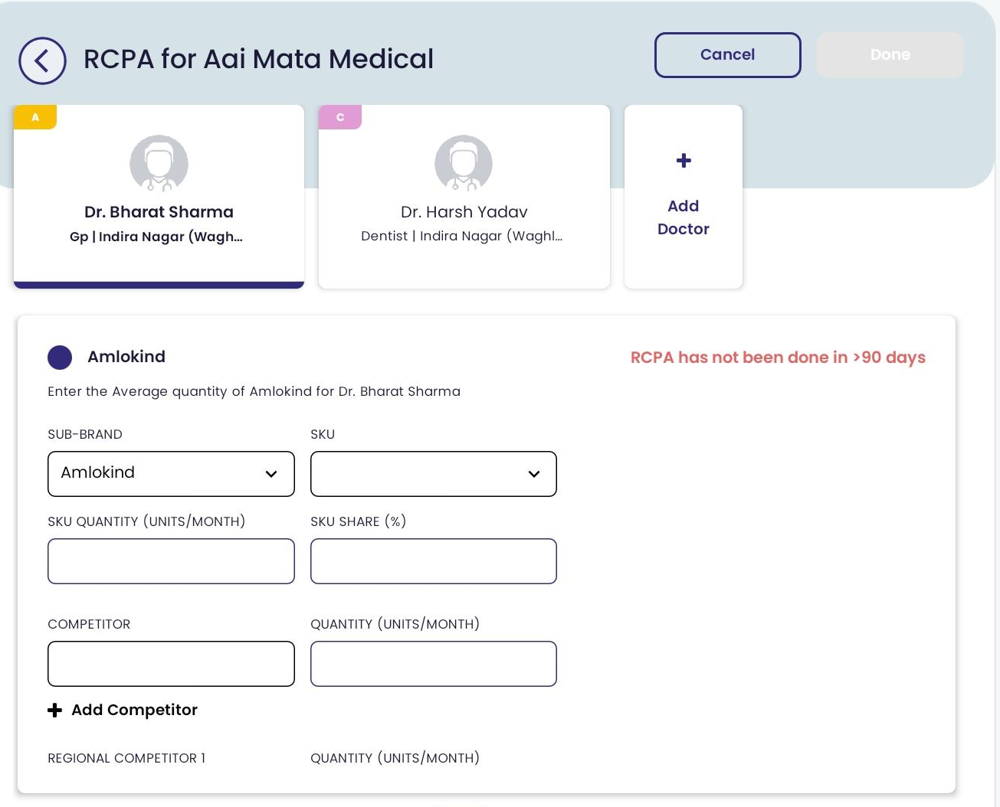 RCPA for Aai Mata Medical
Cancel
Done
A
Dr. Bharat Sharma
Gp | Indira Nagar (Wagh...
C
Dr. Harsh Yadav
Dentist | Indira Nagar (Waghl...
Add
Doctor
Amlokind
RCPA has not been done in >90 days
Enter the Average quantity of Amlokind for Dr. Bharat Sharma
SUB-BRAND
SKU
Amlokind
SKU QUANTITY (UNITS/MONTH)
SKU SHARE (%)
COMPETITOR
QUANTITY (UNITS/MONTH)
Add Competitor
REGIONAL COMPETITOR 1
QUANTITY (UNITS/MONTH)